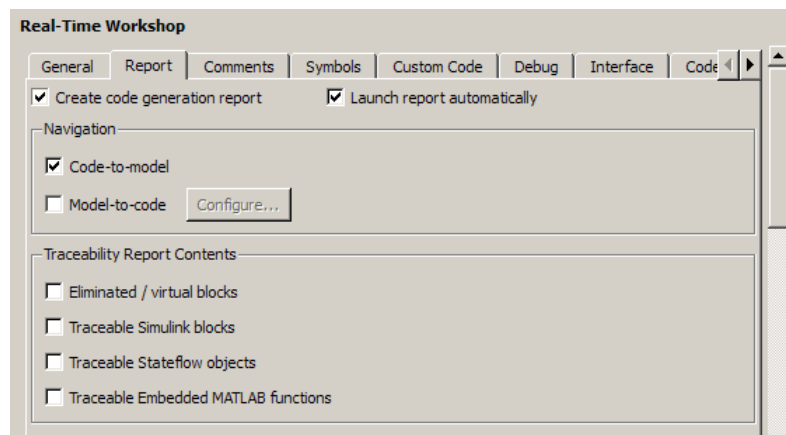 Real-Time Workshop
General Report Comments Symbols Custom Code Debug Interface Code
Create code generation report Launch report automatically
Navigation
Code-to-model
Model-to-code Configure...
Traceability Report Contents
Eliminated / virtual blocks
Traceable Simulink blocks
Traceable Stateflow objects
Traceable Embedded MATLAB functions